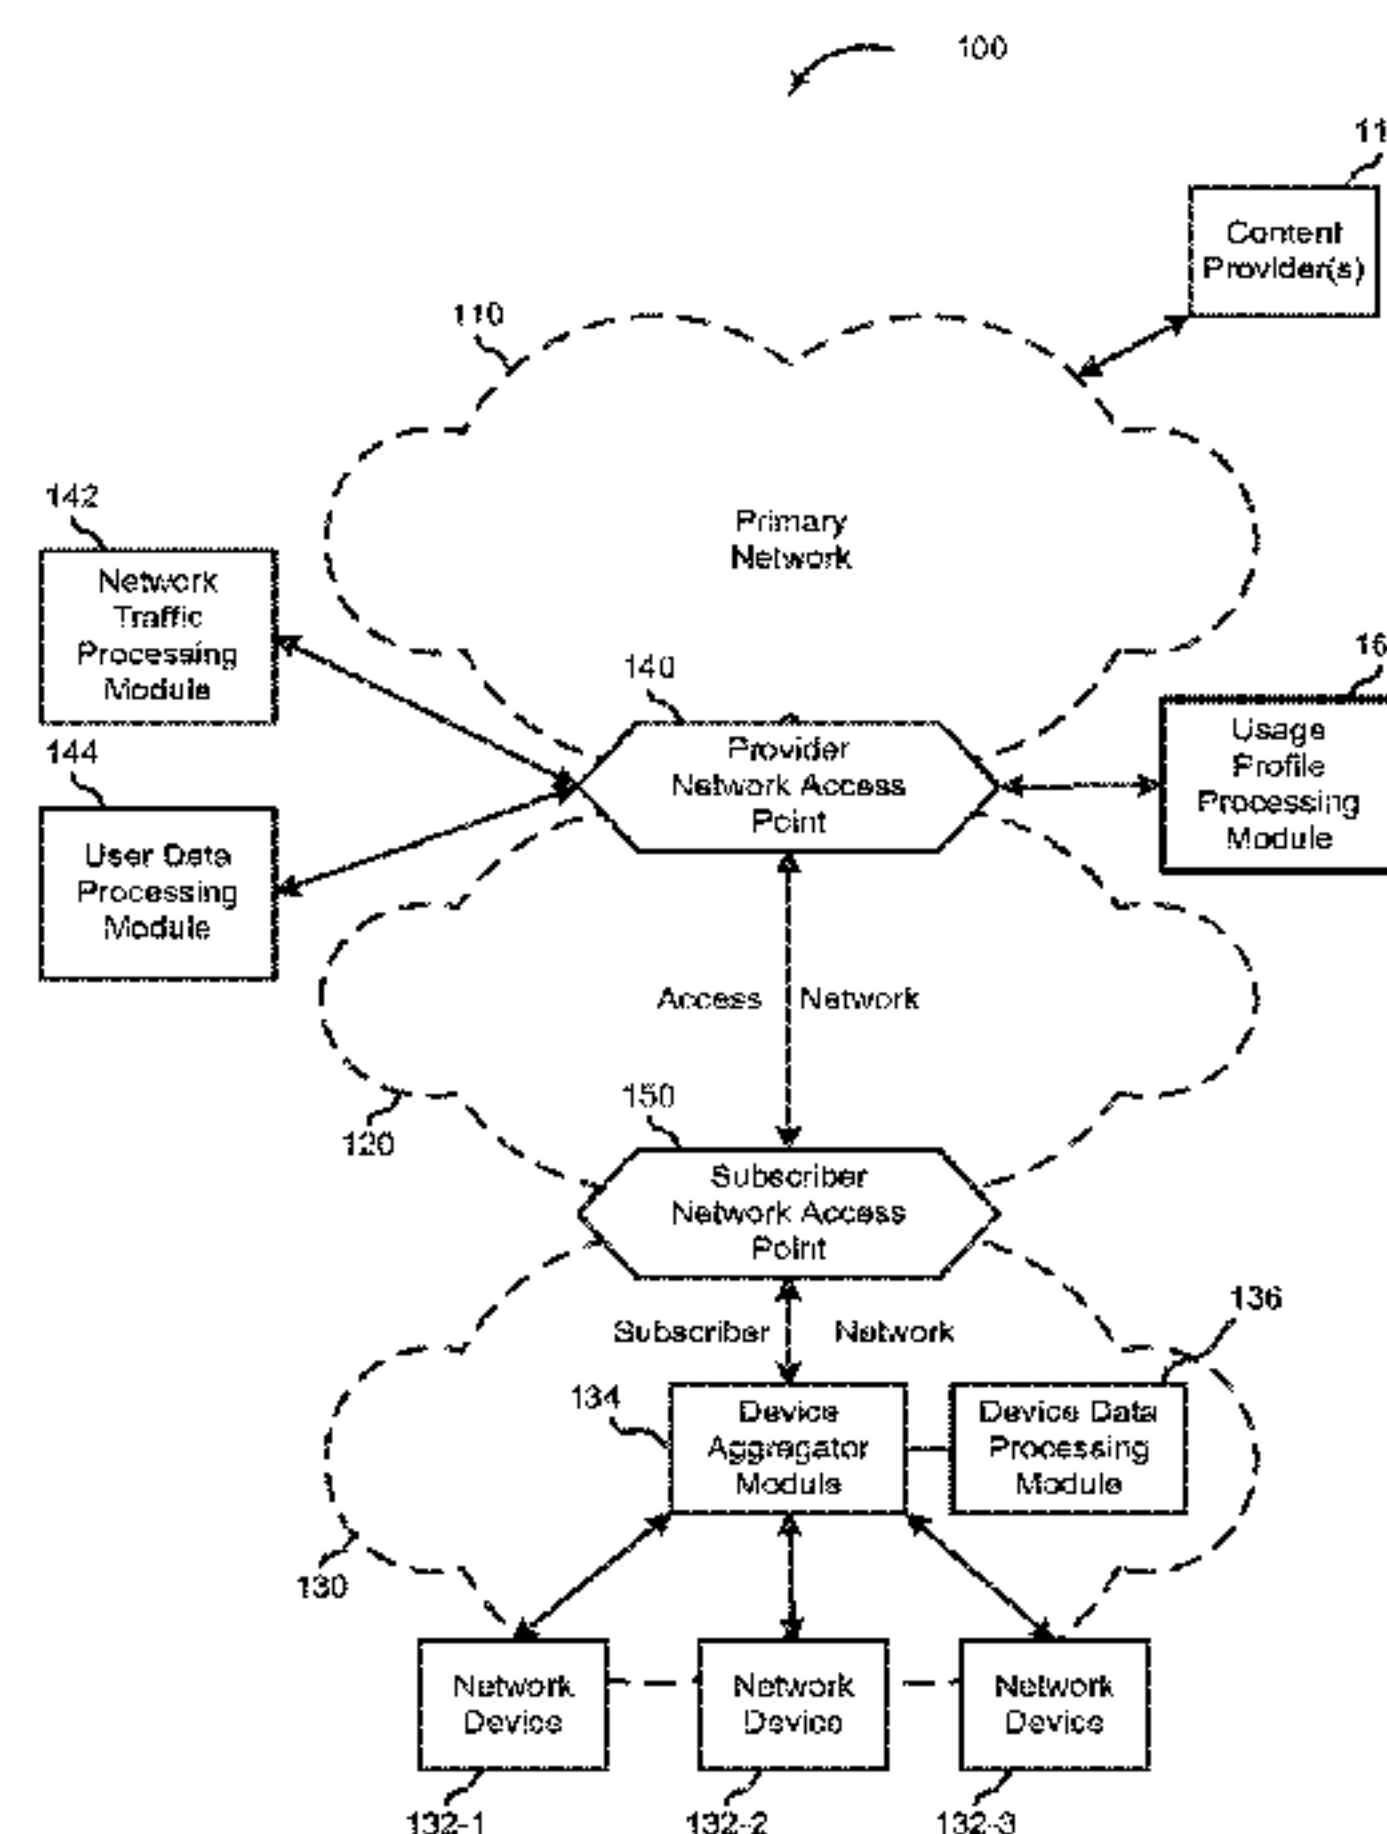 100
11
Content
Provider(s)
110
Primary
Network
142
Network
Traffic
Processing
Module
140
Provider
Network Access
Point
16
Usage
Profile
Processing
Module
144
User Data
Processing
Module
Access Network
120
150
Subscriber
Network Access
Point
Subscriber Network
136
134
Device
Aggregator
Module
Device Data
Processing
Module
130
Network
Device
Network
Device
Network
Device
132-1
132-2
132-3